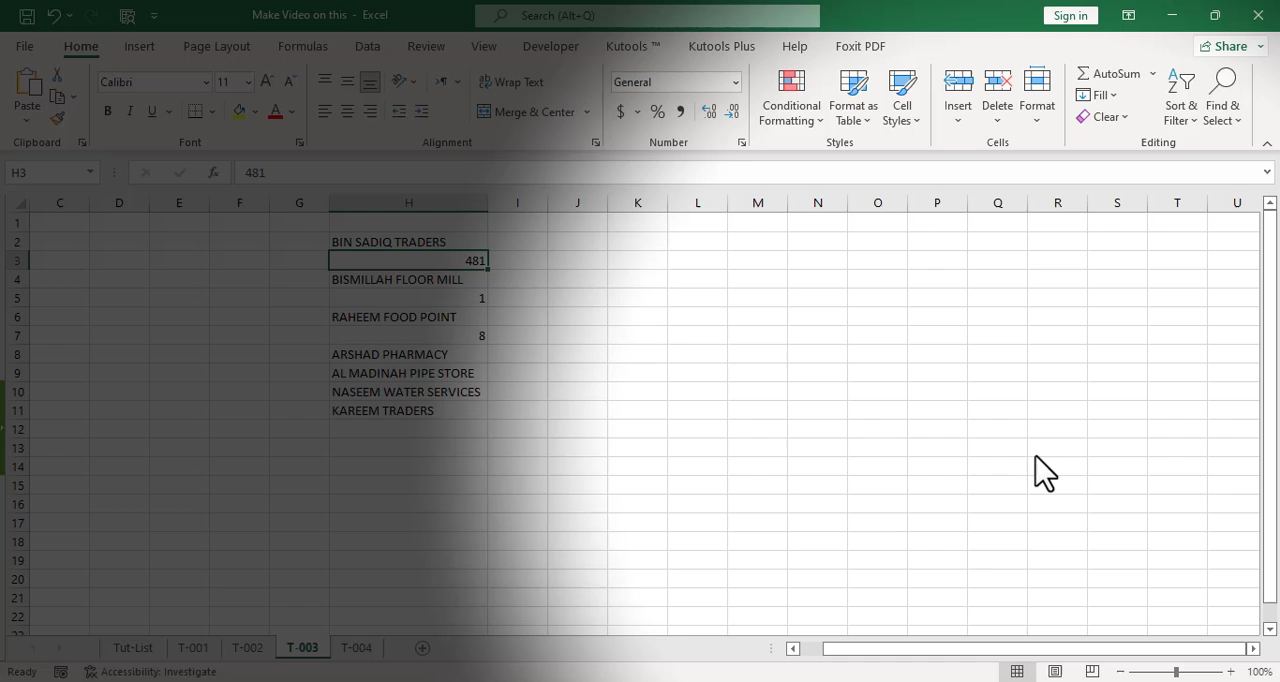 Make Video on this - Excel
Search (Alt+Q)
Sign in
File Home Insert Page Layout Formulas Data Review View Developer Kutools ™ Kutools Plus Help Foxit PDF Share
Paste
Clipboard
Calibri 11
B I U
Font
Wrap Text
Merge & Center
Alignment
General
$ % ,
Number
Conditional Formatting
Format as Table
Cell Styles
Styles
Insert Delete Format
Cells
AutoSum
Fill
Clear
Sort & Filter
Find & Select
Editing
H3 fx 481
C D E F G H I J K L M N O P Q R S T U
1
2 BIN SADIQ TRADERS
3 481
4 BISMILLAH FLOOR MILL
5 1
6 RAHEEM FOOD POINT
7 8
8 ARSHAD PHARMACY
9 AL MADINAH PIPE STORE
10 NASEEM WATER SERVICES
11 KAREEM TRADERS
12
13
14
15
16
17
18
19
20
21
22
23
Tut-List T-001 T-002 T-003 T-004
Ready Accessibility: Investigate 100%